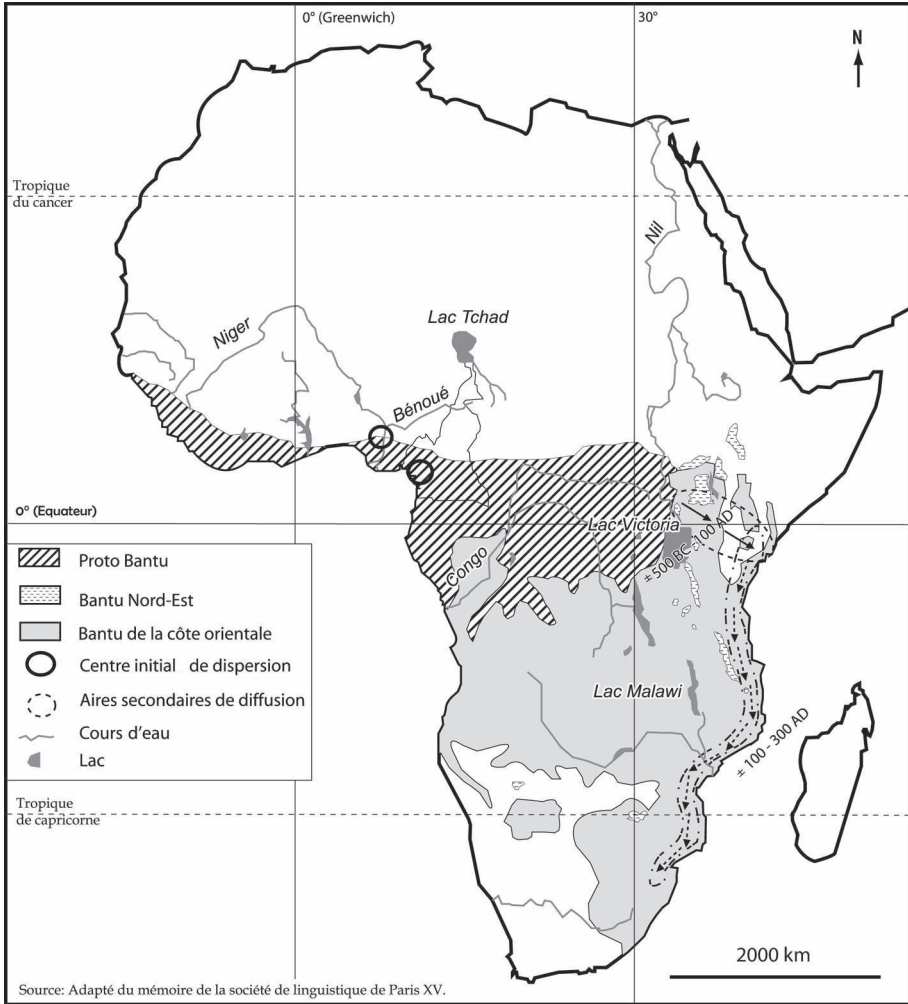 0° (Greenwich)
30°
N
Tropique
du cancer
Nil
Lac Tchad
Niger
Bénoué
0° (Equateur)
Lac Victoria
±500 BC-100 AD
Congo
Proto Bantu
Bantu Nord-Est
Bantu de la côte orientale
Centre initial de dispersion
Aires secondaires de diffusion
Cours d'eau
Lac
Lac Malawi
± 100 - 300 AD
Tropique
de capricorne
2000 km
Source: Adapté du mémoire de la société de linguistique de Paris XV.